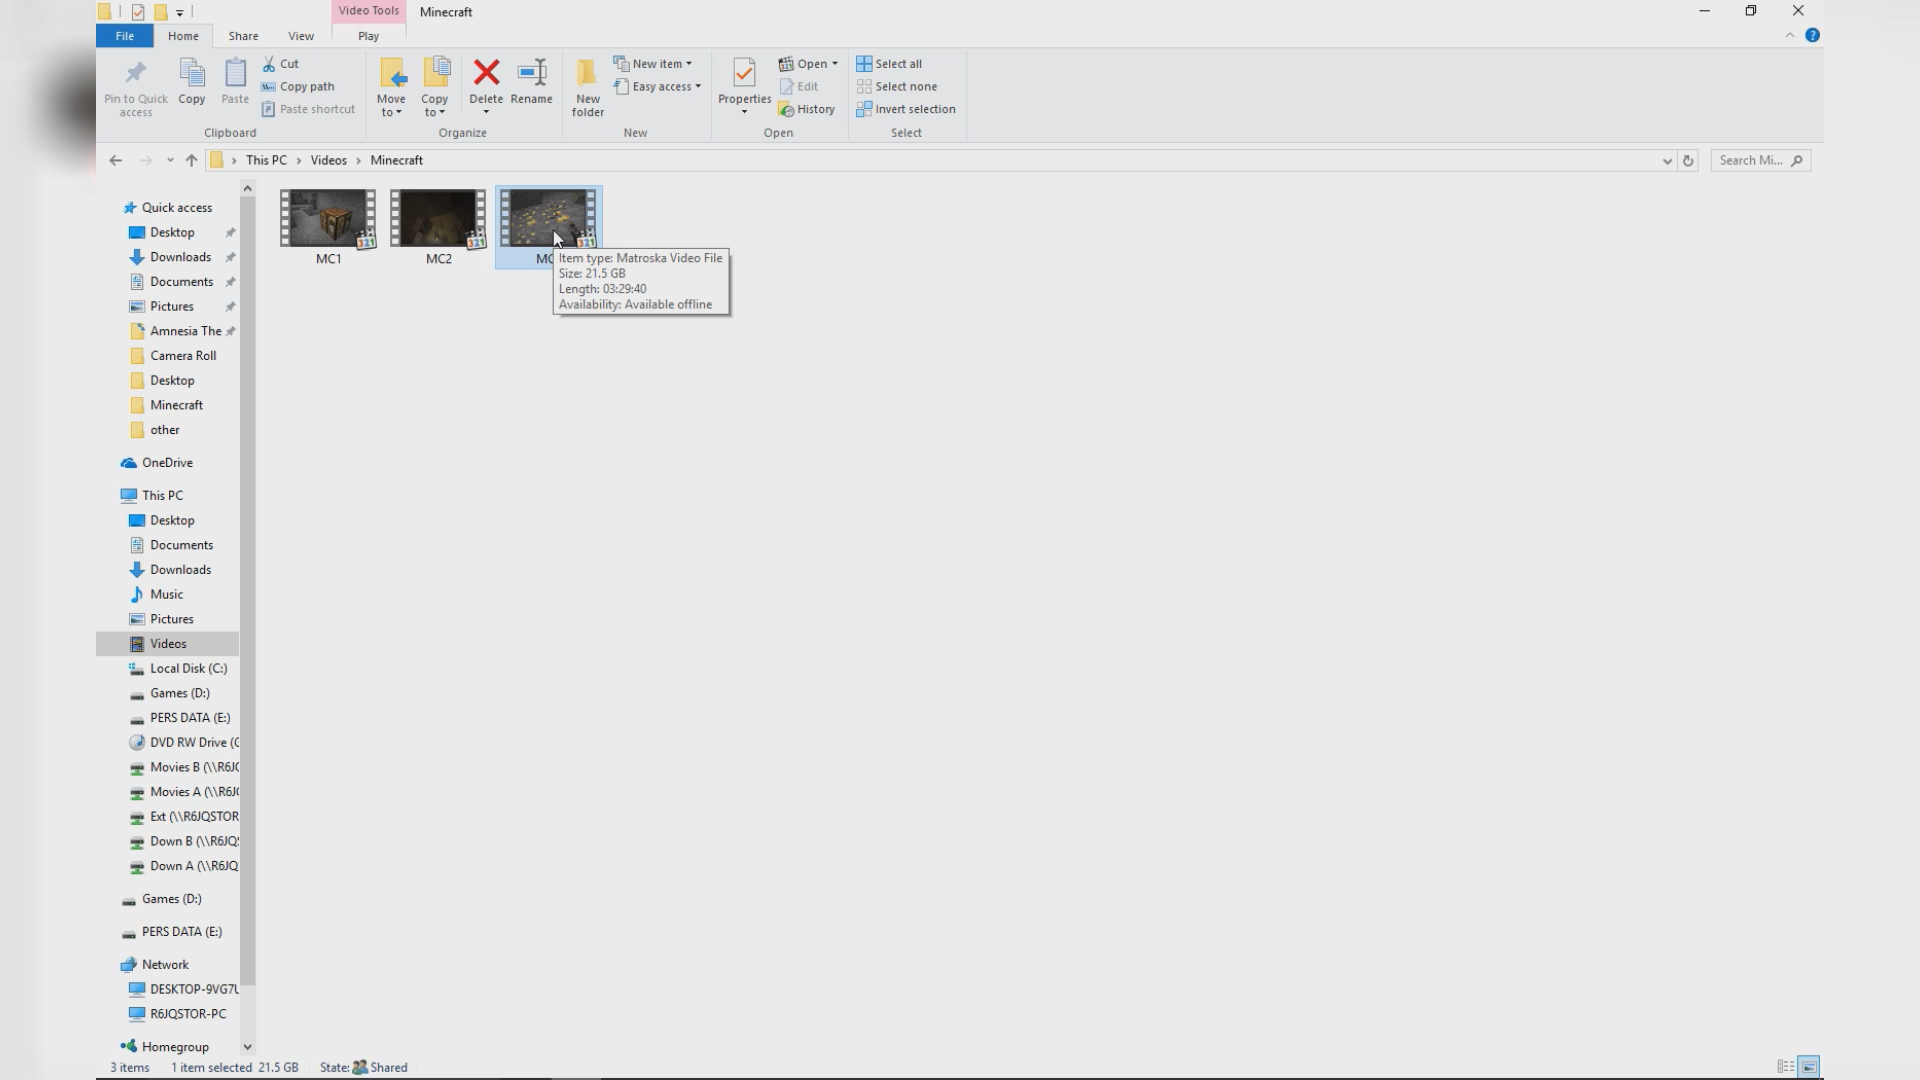 Video Tools
Minecraft
File
Home
Share
View
Play
Pin to Quick access
Copy
Paste
Cut
Copy path
Paste shortcut
Clipboard
Move to
Copy to
Delete
Rename
Organize
New folder
New item
Easy access
New
Properties
Open
Edit
History
Open
Select all
Select none
Invert selection
Select
This PC > Videos > Minecraft
Search Mi...
Quick access
Desktop
Downloads
Documents
Pictures
Amnesia The
Camera Roll
Desktop
Minecraft
other
OneDrive
This PC
Desktop
Documents
Downloads
Music
Pictures
Videos
Local Disk (C:)
Games (D:)
PERS DATA (E:)
DVD RW Drive (
Movies B (\\R6J
Movies A (\\R6J
Ext (\\R6JQSTOR
Down B (\\R6JQ
Down A (\\R6JQ
Games (D:)
PERS DATA (E:)
Network
DESKTOP-9VG7
R6JQSTOR-PC
Homegroup
321
321
321
MC1
MC2
MC
Item type: Matroska Video File
Size: 21.5 GB
Length: 03:29:40
Availability: Available offline
3 items
1 item selected 21.5 GB
State: Shared